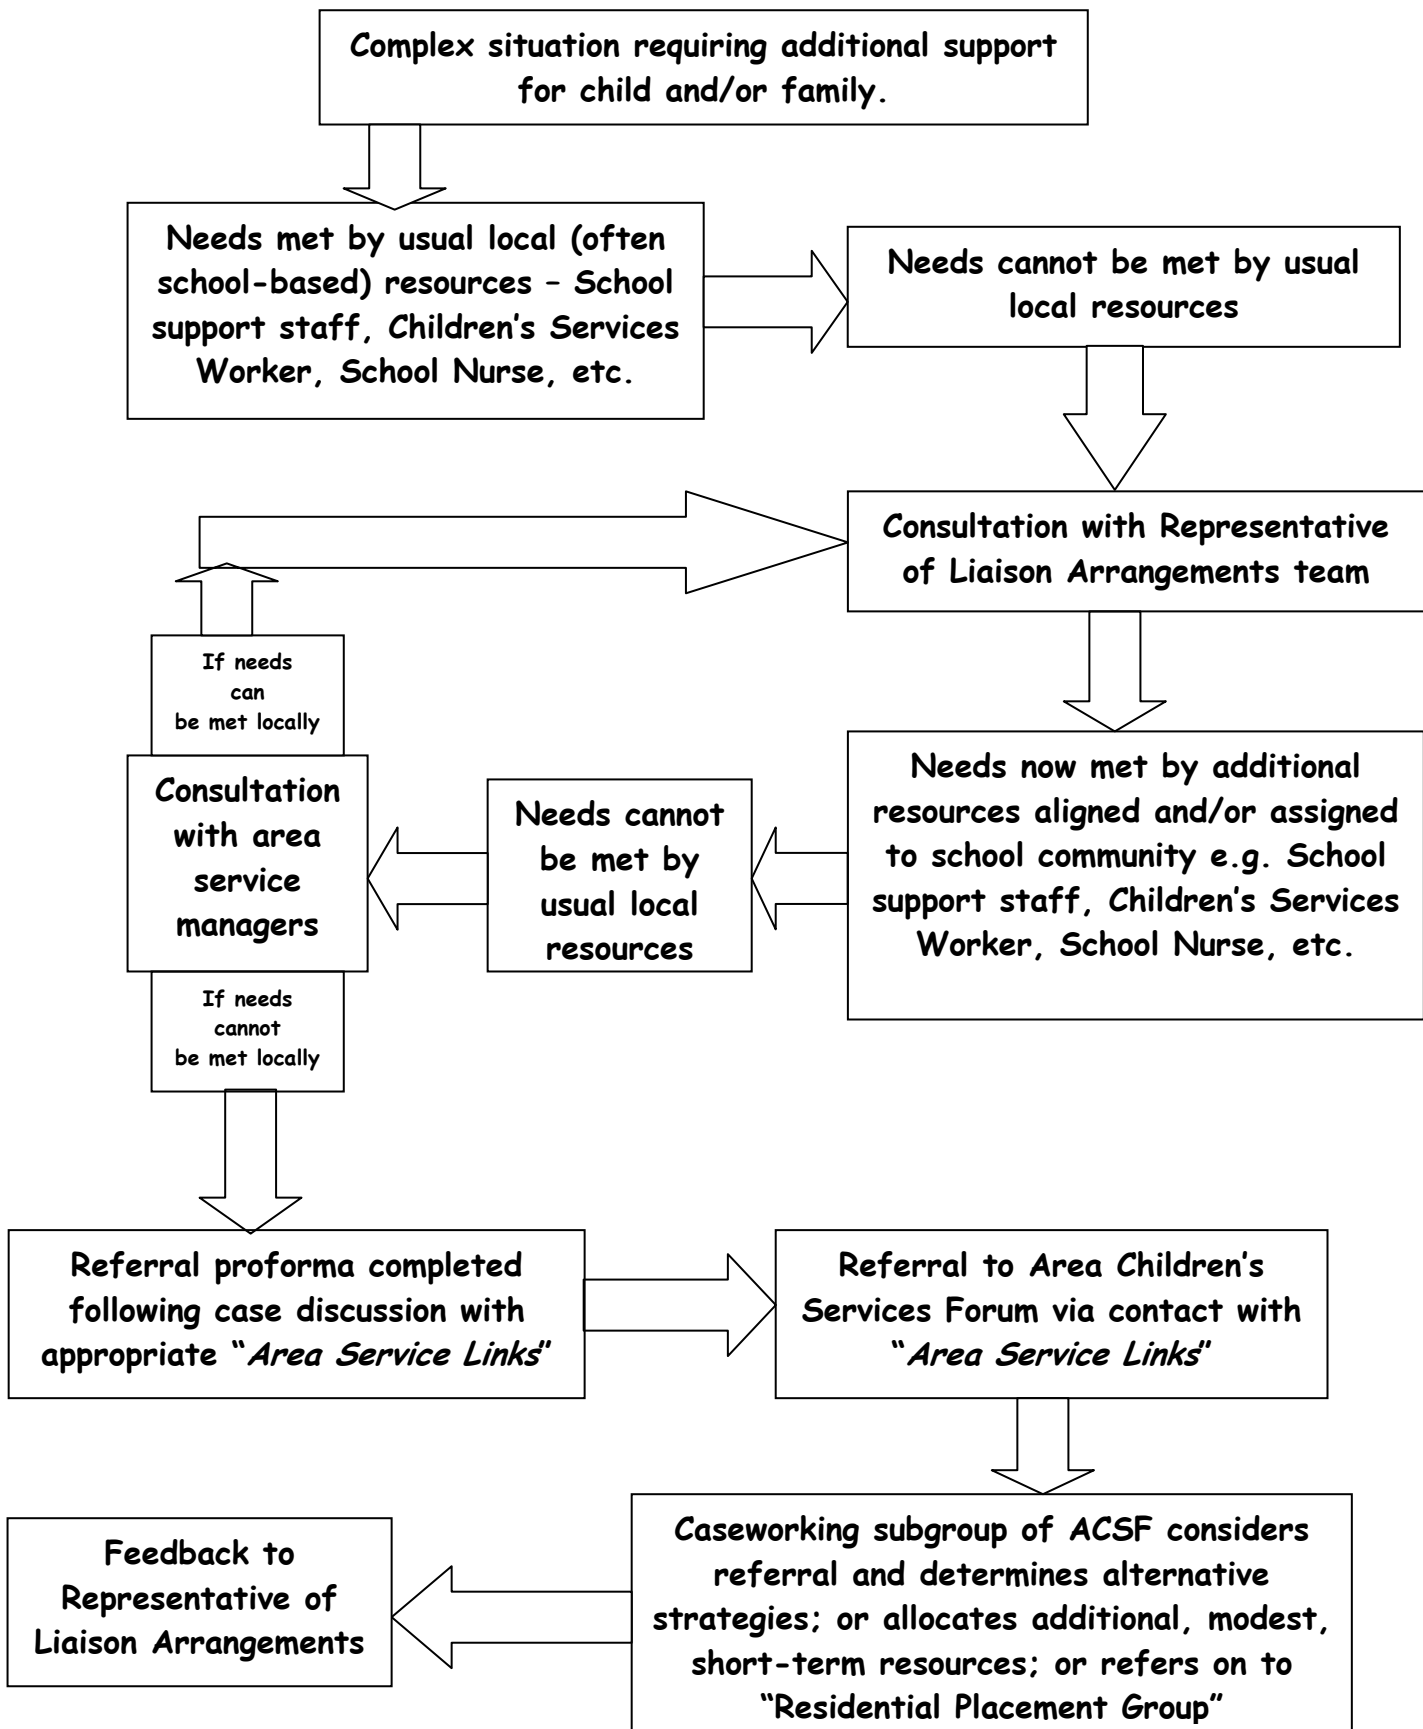 Complex situation requiring additional support
for child and/or family.
Needs met by usual local (often
school-based) resources – School
support staff, Children’s Services
Worker, School Nurse, etc.
Needs cannot be met by usual
local resources
Consultation with Representative
of Liaison Arrangements team
If needs
can
be met locally
Consultation
with area
service
managers
If needs
cannot
be met locally
Needs cannot
be met by
usual local
resources
Needs now met by additional
resources aligned and/or assigned
to school community e.g. School
support staff, Children’s Services
Worker, School Nurse, etc.
Referral proforma completed
following case discussion with
appropriate “Area Service Links”
Referral to Area Children’s
Services Forum via contact with
“Area Service Links”
Feedback to
Representative of
Liaison Arrangements
Caseworking subgroup of ACSF considers
referral and determines alternative
strategies; or allocates additional, modest,
short-term resources; or refers on to
“Residential Placement Group”